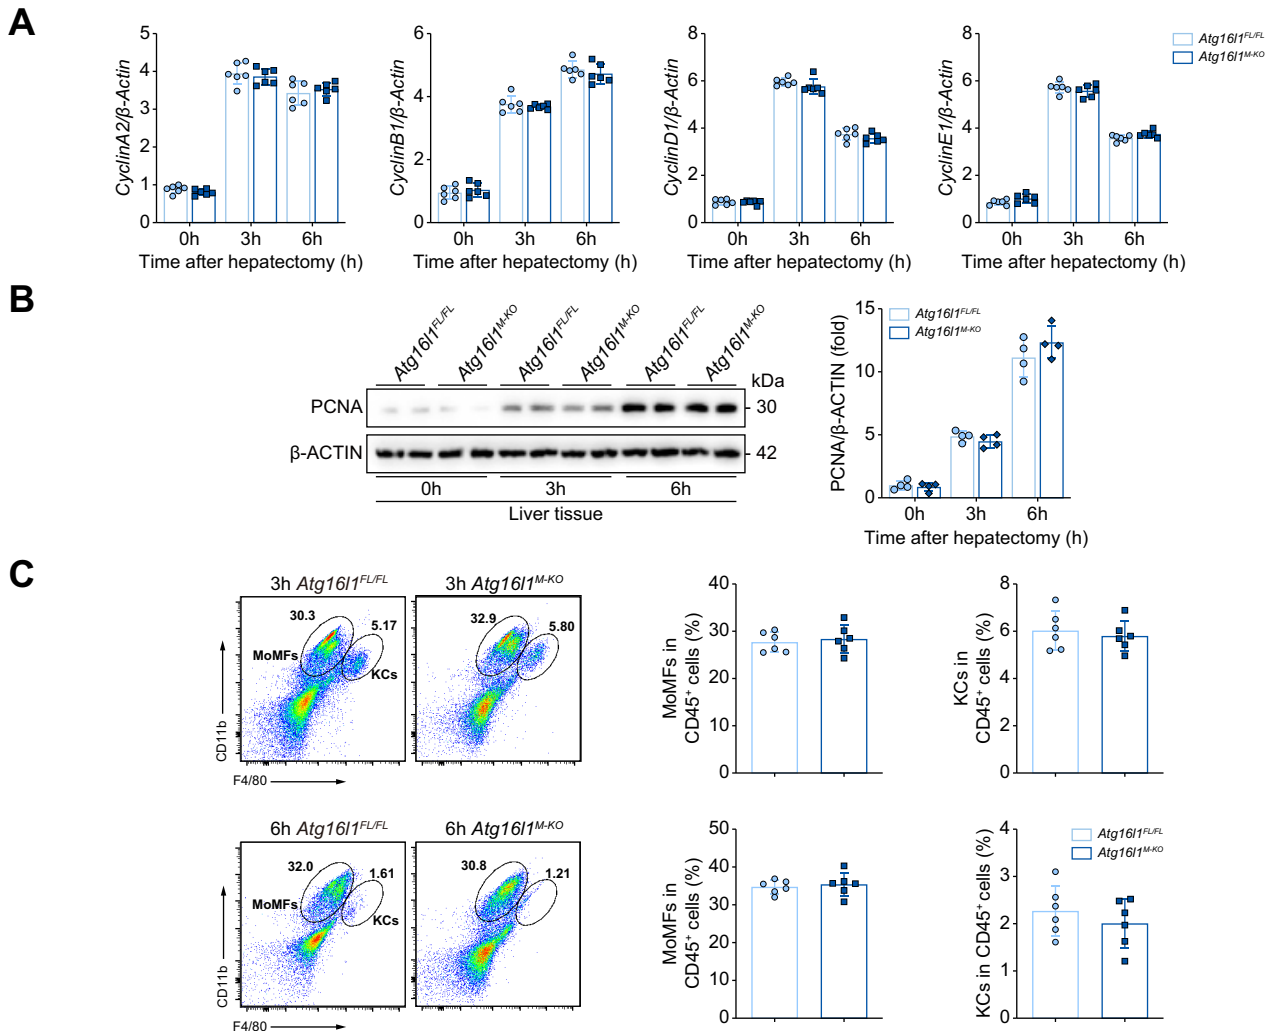 A
CyclinA2/β-Actin
5
4
3
2
1
0
0h 3h 6h
Time after hepatectomy (h)
CyclinB1/β-Actin
6
4
2
0
0h 3h 6h
Time after hepatectomy (h)
CyclinD1/β-Actin
8
6
4
2
0
0h 3h 6h
Time after hepatectomy (h)
CyclinE1/β-Actin
8
6
4
2
0
0h 3h 6h
Time after hepatectomy (h)
Atg16l1FL/FL
Atg16l1M-KO
B
Atg16l1FL/FL Atg16l1M-KO Atg16l1FL/FL Atg16l1M-KO Atg16l1FL/FL Atg16l1M-KO
kDa
PCNA 30
β-ACTIN 42
0h 3h 6h
Liver tissue
PCNA/β-ACTIN (fold)
15
10
5
0
Atg16l1FL/FL
Atg16l1M-KO
0h 3h 6h
Time after hepatectomy (h)
C
3h Atg16l1FL/FL
30.3
5.17
MoMFs
KCs
CD11b
F4/80
3h Atg16l1M-KO
32.9
5.80
MoMFs in
CD45+ cells (%)
40
30
20
10
0
KCs in
CD45+ cells (%)
8
6
4
2
0
6h Atg16l1FL/FL
32.0
1.61
MoMFs
KCs
CD11b
F4/80
6h Atg16l1M-KO
30.8
1.21
MoMFs in
CD45+ cells (%)
50
40
30
20
10
0
KCs in CD45+ cells (%)
4
3
2
1
0
Atg16l1FL/FL
Atg16l1M-KO